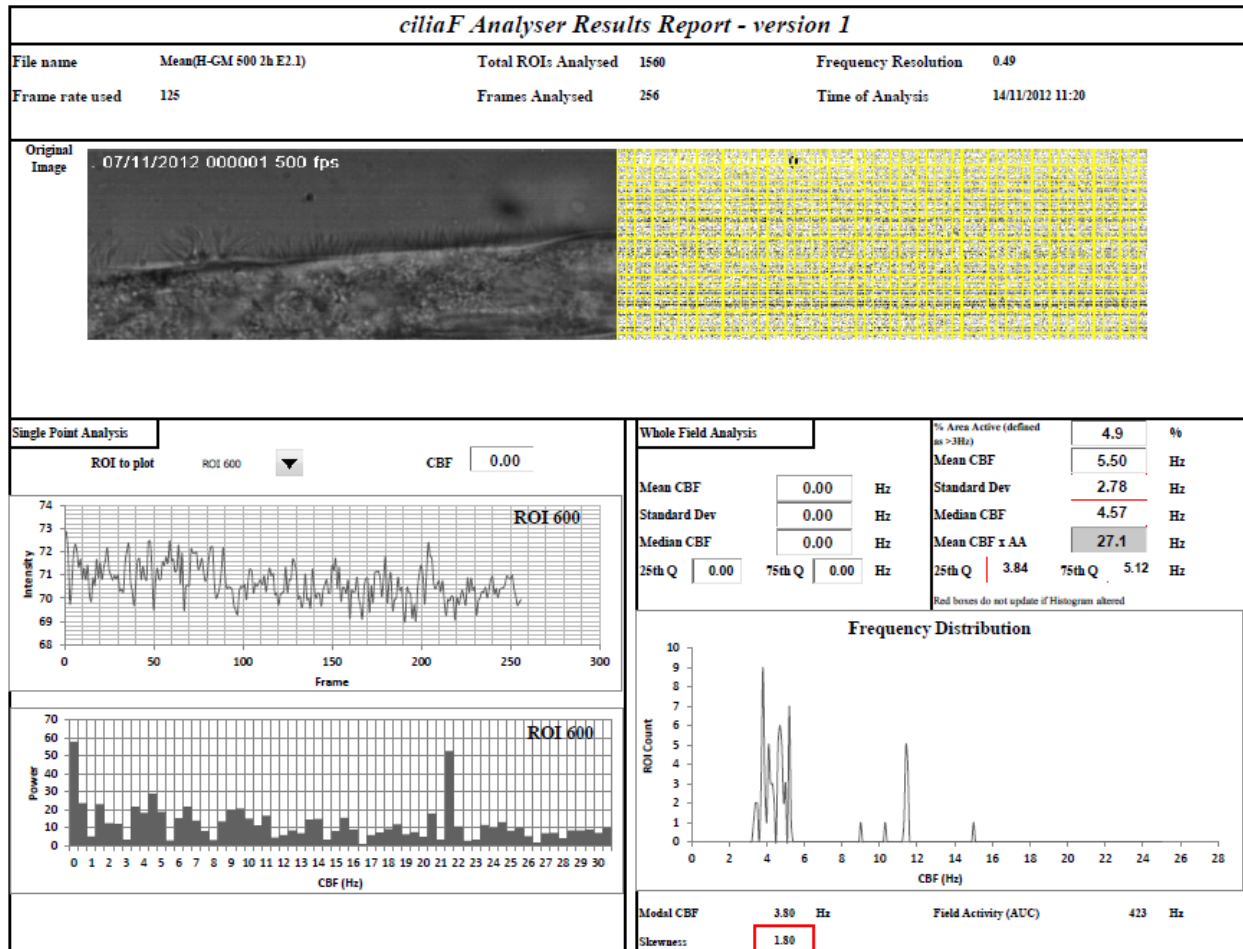 ciliaF Analyser Results Report - version 1
File name Mean(H-GM 500 2h E2.1) Total ROIs Analysed 1560 Frequency Resolution 0.49
Frame rate used 125 Frames Analysed 256 Time of Analysis 14/11/2012 11:20
Original
Image
. 07/11/2012 000001 500 fps
Single Point Analysis
ROI to plot ROI 600 CBF 0.00
74
73
72
71
70
69
68
Intensity
ROI 600
0 50 100 150 200 250 300
Frame
70
60
50
40
30
20
10
0
Power
ROI 600
0 1 2 3 4 5 6 7 8 9 10 11 12 13 14 15 16 17 18 19 20 21 22 23 24 25 26 27 28 29 30
CBF (Hz)
Whole Field Analysis
Mean CBF 0.00 Hz
Standard Dev 0.00 Hz
Median CBF 0.00 Hz
25th Q 0.00 75th Q 0.00 Hz
% Area Active (defined
as >3Hz) 4.9 %
Mean CBF 5.50 Hz
Standard Dev 2.78 Hz
Median CBF 4.57 Hz
Mean CBF x AA 27.1 Hz
25th Q 3.84 75th Q 5.12 Hz
Red boxes do not update if Histogram altered
Frequency Distribution
10
9
8
7
6
5
4
3
2
1
0
ROI Count
0 2 4 6 8 10 12 14 16 18 20 22 24 26 28
CBF (Hz)
Modal CBF 3.80 Hz Field Activity (AUC) 423 Hz
Skewness 1.80